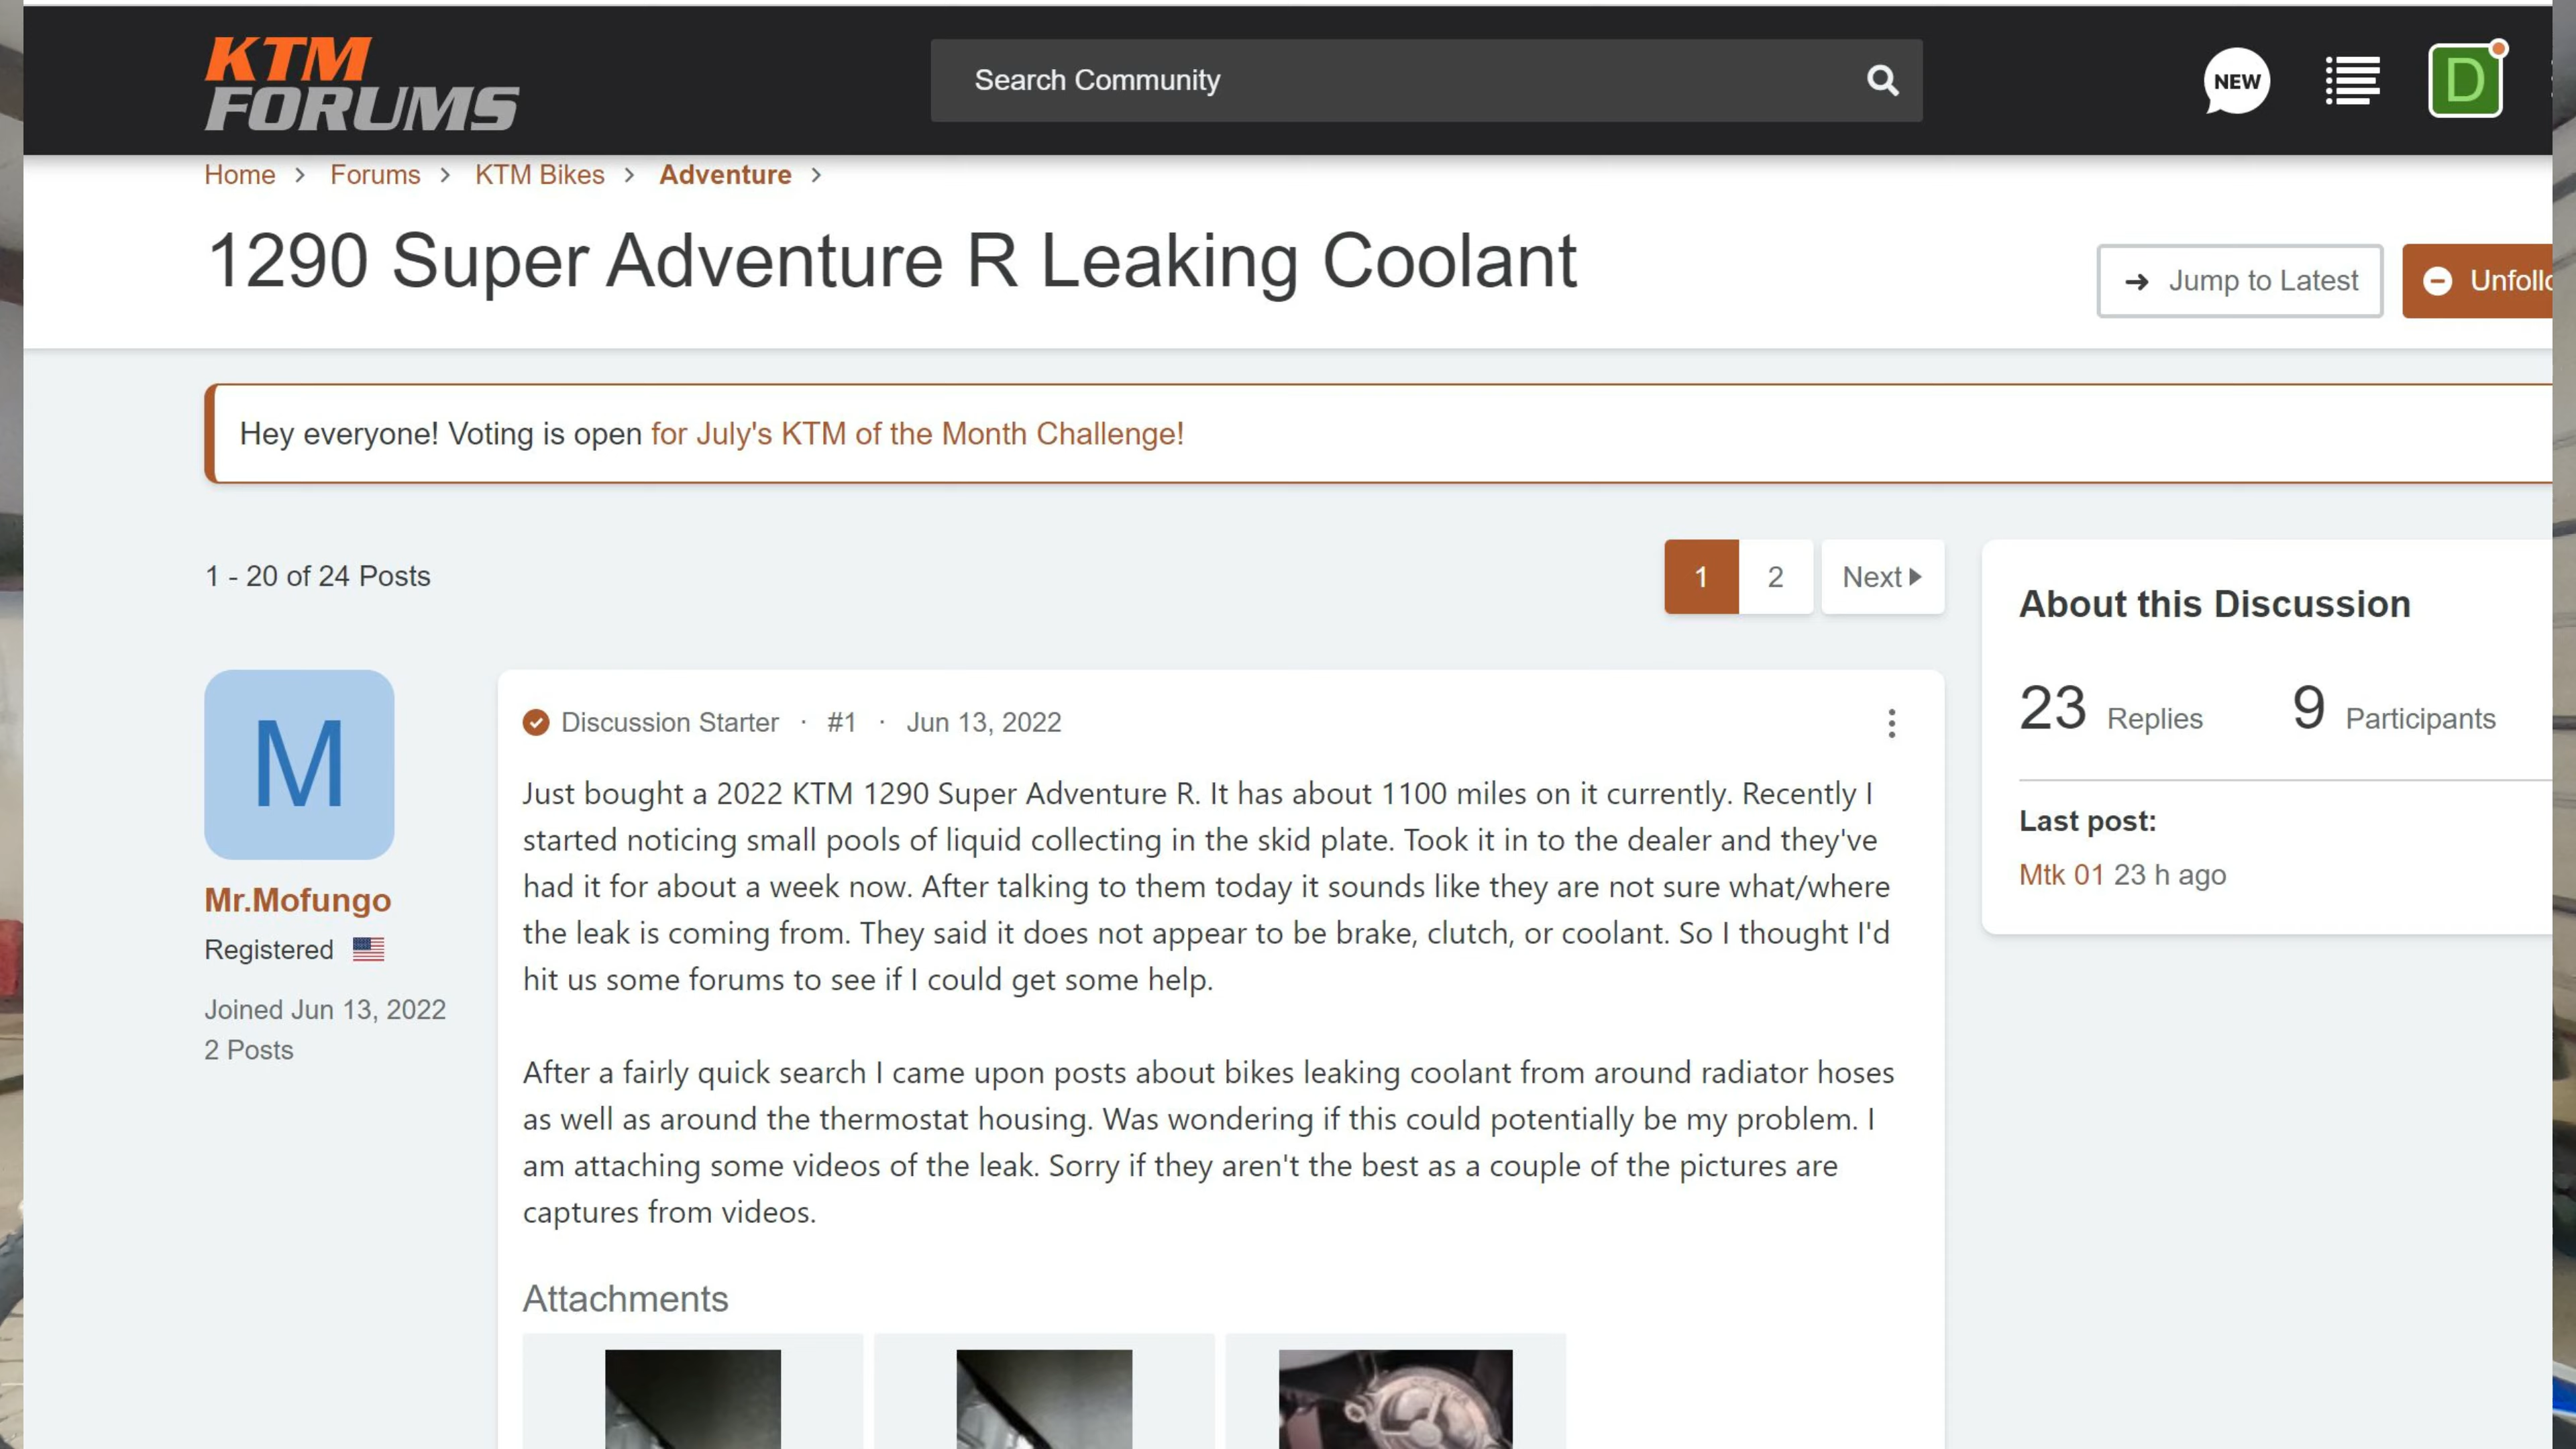 KTM
FORUMS
Search Community
NEW
D
Home > Forums > KTM Bikes > Adventure >
1290 Super Adventure R Leaking Coolant
Jump to Latest
Unfollo
Hey everyone! Voting is open for July's KTM of the Month Challenge!
1 - 20 of 24 Posts
1 2 Next
About this Discussion
23 Replies 9 Participants
Last post:
Mtk 01 23 h ago
M
Mr.Mofungo
Registered
Joined Jun 13, 2022
2 Posts
Discussion Starter · #1 · Jun 13, 2022
Just bought a 2022 KTM 1290 Super Adventure R. It has about 1100 miles on it currently. Recently I
started noticing small pools of liquid collecting in the skid plate. Took it in to the dealer and they've
had it for about a week now. After talking to them today it sounds like they are not sure what/where
the leak is coming from. They said it does not appear to be brake, clutch, or coolant. So I thought I'd
hit us some forums to see if I could get some help.
After a fairly quick search I came upon posts about bikes leaking coolant from around radiator hoses
as well as around the thermostat housing. Was wondering if this could potentially be my problem. I
am attaching some videos of the leak. Sorry if they aren't the best as a couple of the pictures are
captures from videos.
Attachments